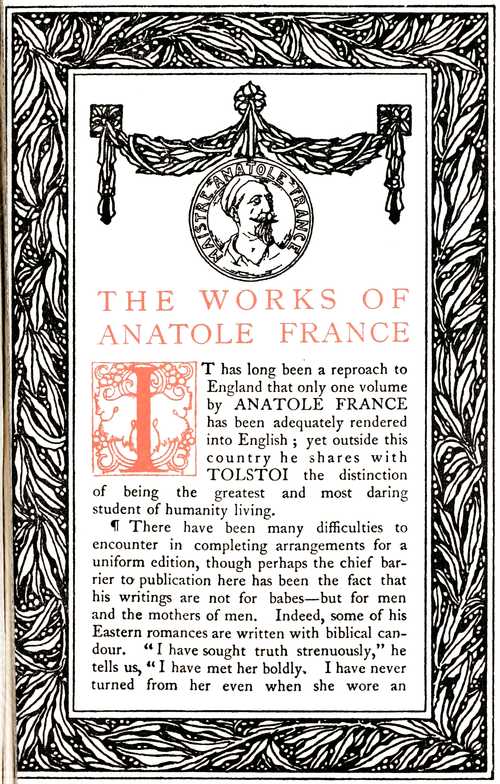 MAISTRE ANATOLE FRANCE
THE WORKS OF
ANATOLE FRANCE
IT has long been a reproach to
England that only one volume
by ANATOLE FRANCE
has been adequately rendered
into English ; yet outside this
country he shares with
TOLSTOI the distinction
of being the greatest and most daring
student of humanity living.
¶ There have been many difficulties to
encounter in completing arrangements for a
uniform edition, though perhaps the chief bar-
rier to publication here has been the fact that
his writings are not for babes—but for men
and the mothers of men. Indeed, some of his
Eastern romances are written with biblical can-
dour. “ I have sought truth strenuously,” he
tells us, “ I have met her boldly. I have never
turned from her even when she wore an